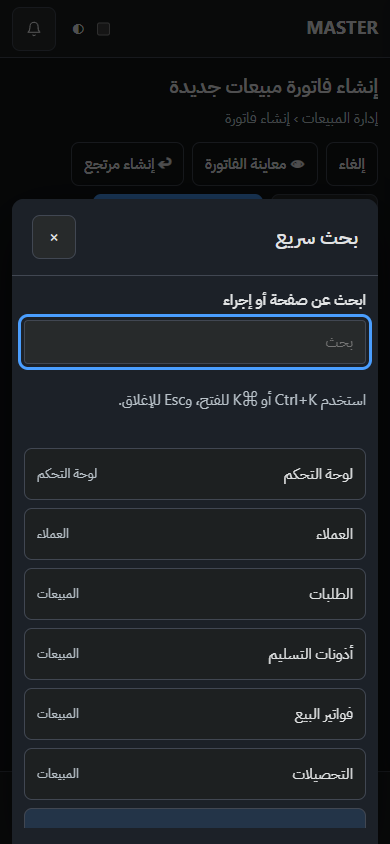 MASTER
إنشاء فاتورة مبيعات جديدة
إدارة المبيعات › إنشاء فاتورة
إلغاء
معاينة الفاتورة
إنشاء مرتجع
بحث سريع
×
ابحث عن صفحة أو إجراء
بحث
استخدم Ctrl+K أو ⌘K للفتح، وEsc للإغلاق.
لوحة التحكم لوحة التحكم
العملاء العملاء
الطلبات المبيعات
أذونات التسليم المبيعات
فواتير البيع المبيعات
التحصيلات المبيعات